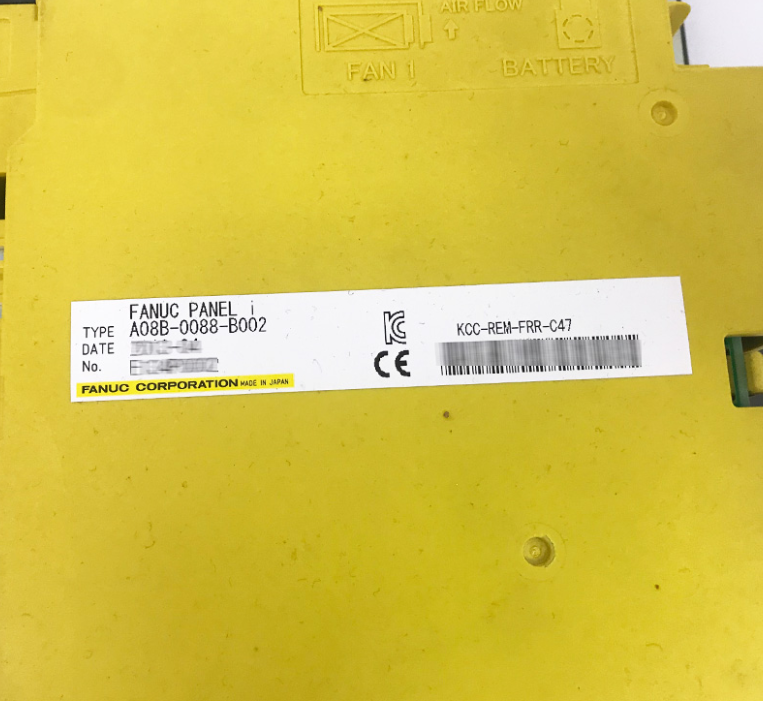 AIR FLOW
FAN 1
BATTERY
FANUC PANEL i
TYPE A08B-0088-B002
DATE
No.
FANUC CORPORATION MADE IN JAPAN
KCC-REM-FRR-C47
CE